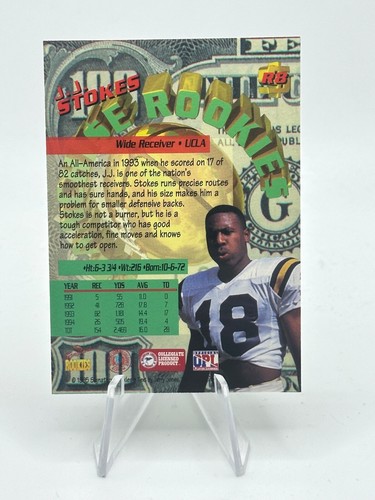 R8
J.J.
STOKES
ROOKIES
Wide Receiver • UCLA
An All-America in 1993 when he scored on 17 of
82 catches, J.J. is one of the nation's
smoothest receivers. Stokes runs precise routes
and has sure hands, and his size makes him a
problem for smaller defensive backs.
Stokes is not a burner, but he is a
tough competitor who has good
acceleration, fine moves and knows
how to get open.
•Ht:6-3 3/4 •Wt:216 •Born:10-6-72
YEAR REC YDS AVG TD
1991 5 55 11.0 0
1992 41 728 17.8 7
1993 82 1,181 14.4 17
1994 26 505 19.4 4
TOT 154 2,469 16.0 28
18
COLLEGIATE
LICENSED
PRODUCT